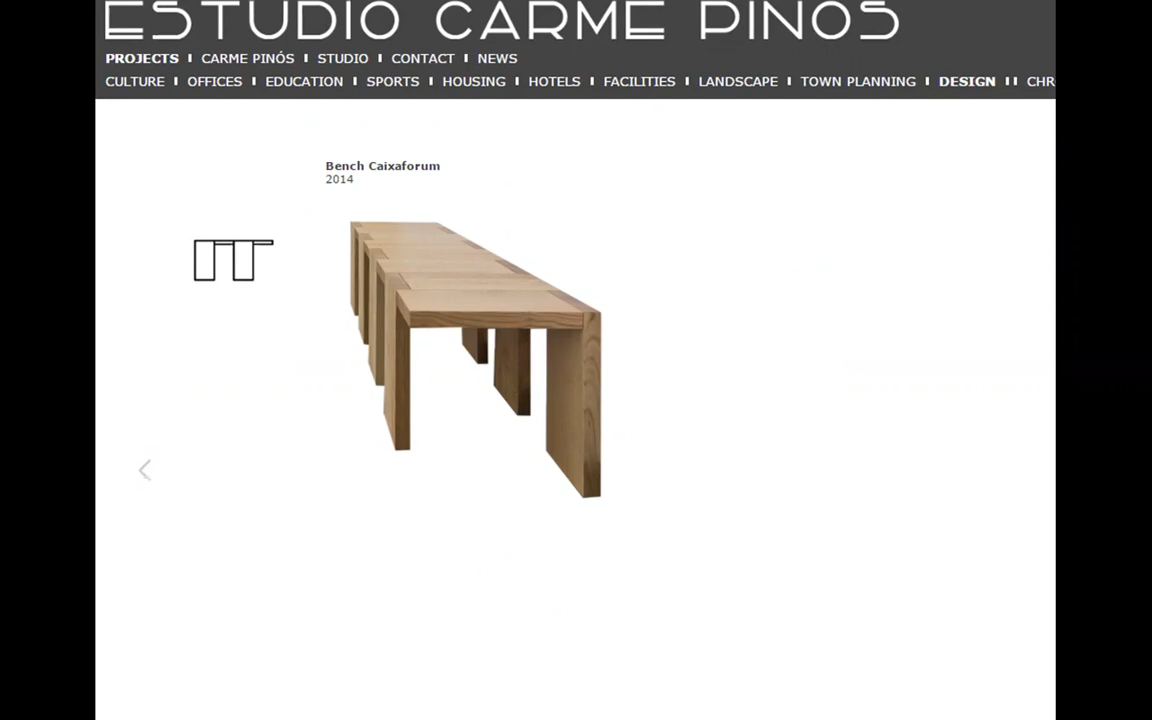 ESTUDIO CARME PINÓS
PROJECTS CARME PINÓS STUDIO CONTACT NEWS
CULTURE OFFICES EDUCATION SPORTS HOUSING HOTELS FACILITIES LANDSCAPE TOWN PLANNING DESIGN CHR
Bench Caixaforum
2014